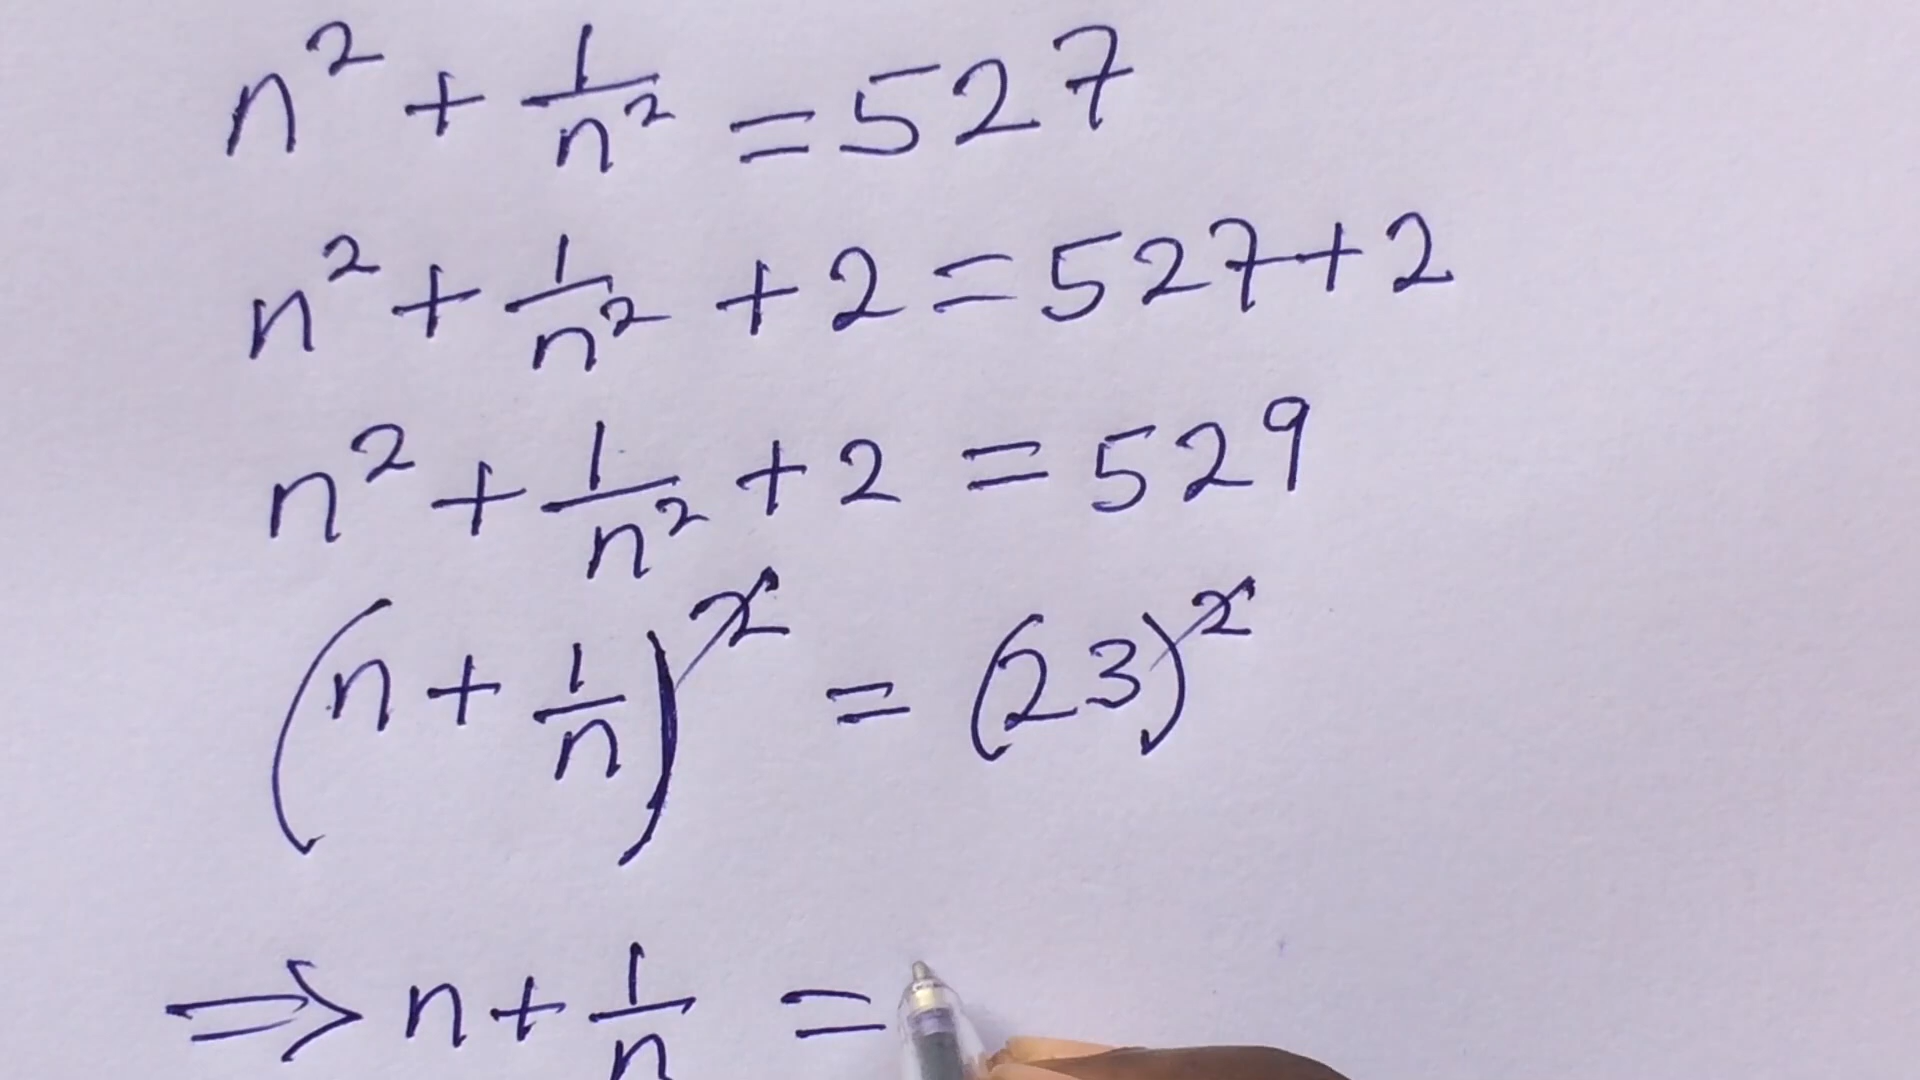 n² + 1/n² = 527
n² + 1/n² + 2 = 527 + 2
n² + 1/n² + 2 = 529
(n + 1/n)² = (23)²
⇒ n + 1/n =